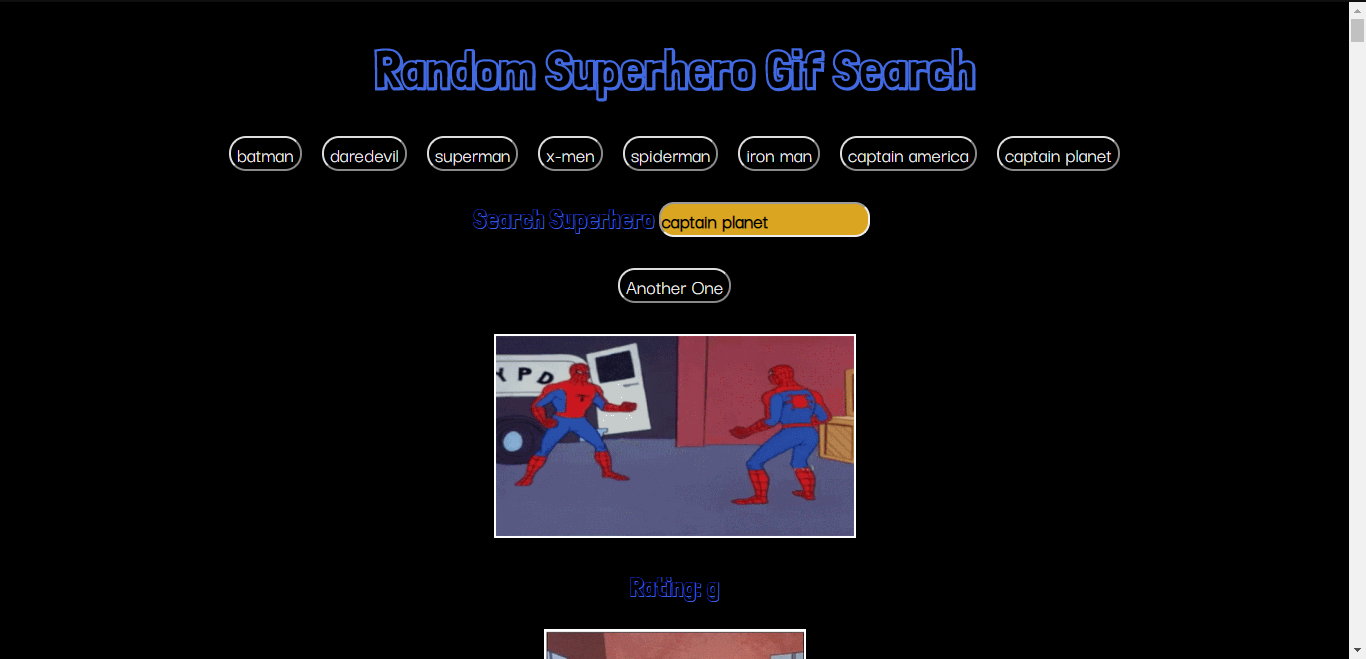 Random Superhero Gif Search
batman daredevil superman x-men spiderman iron man captain america captain planet
Search Superhero captain planet
Another One
YPD
Rating: g